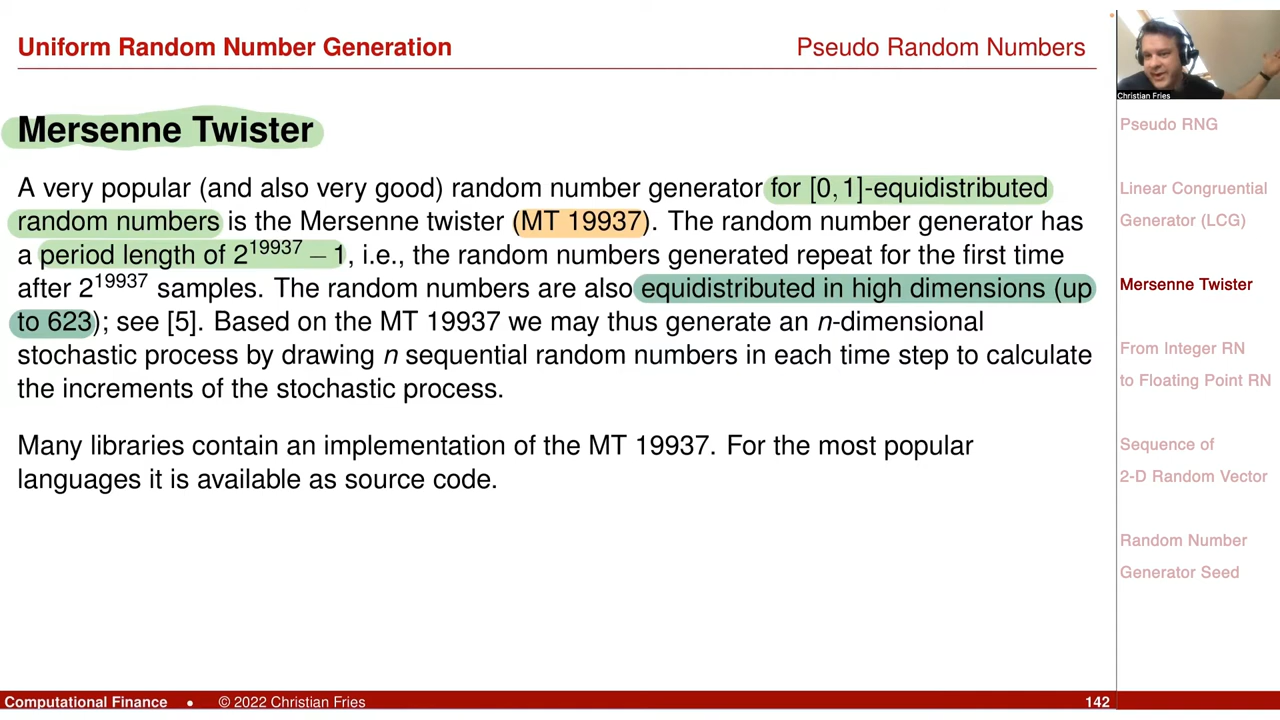 Uniform Random Number Generation
Pseudo Random Numbers
Christian Fries
Mersenne Twister
A very popular (and also very good) random number generator for [0, 1]-equidistributed
random numbers is the Mersenne twister (MT 19937). The random number generator has
a period length of 2^19937 − 1, i.e., the random numbers generated repeat for the first time
after 2^19937 samples. The random numbers are also equidistributed in high dimensions (up
to 623); see [5]. Based on the MT 19937 we may thus generate an n-dimensional
stochastic process by drawing n sequential random numbers in each time step to calculate
the increments of the stochastic process.
Many libraries contain an implementation of the MT 19937. For the most popular
languages it is available as source code.
Pseudo RNG
Linear Congruential
Generator (LCG)
Mersenne Twister
From Integer RN
to Floating Point RN
Sequence of
2-D Random Vector
Random Number
Generator Seed
Computational Finance • © 2022 Christian Fries
142